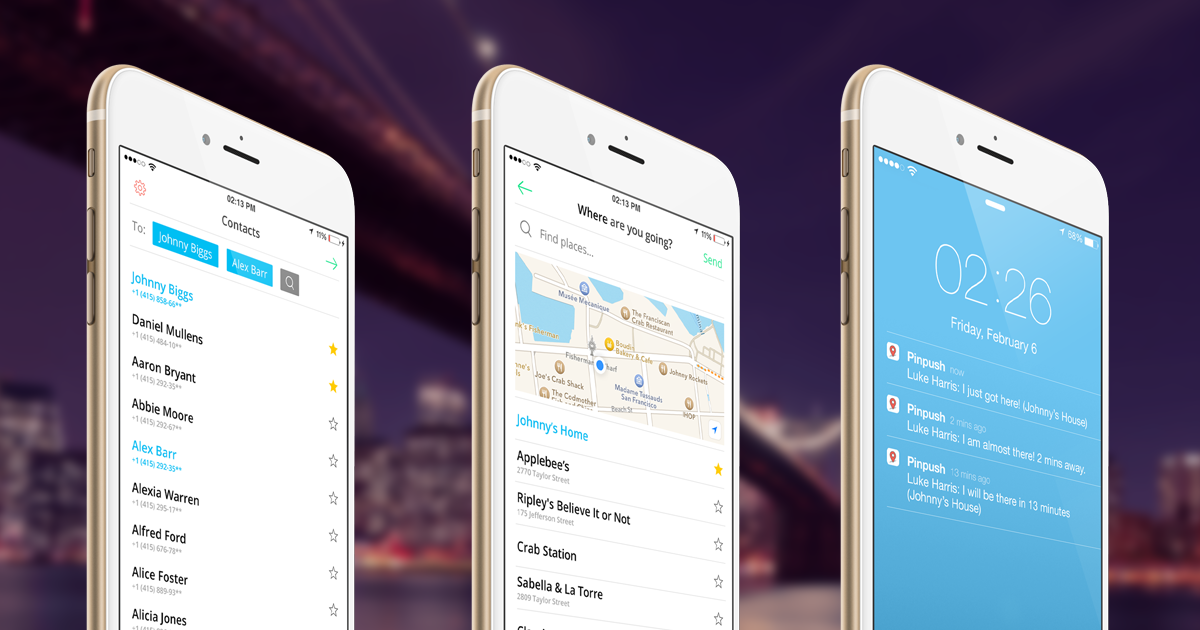 02:13 PM
11%
Contacts
To: Johnny Biggs Alex Barr
Johnny Biggs
+1 (415) 858-66**
Daniel Mullens
+1 (415) 484-10**
Aaron Bryant
+1 (415) 292-35**
Abbie Moore
+1 (415) 292-67**
Alex Barr
+1 (415) 292-35**
Alexia Warren
+1 (415) 295-17**
Alfred Ford
+1 (415) 676-78**
Alice Foster
+1 (415) 889-93**
Alicia Jones
02:13 PM
11%
Where are you going?
Find places...
Send
Musée Mecanique
The Franciscan
Crab Restaurant
Boudin
Bakery & Cafe
Johnny Rockets
Joe's Crab Shack
Madame Tussauds
San Francisco
The Codmother
Beach St
IHOP
Johnny's Home
Applebee's
2770 Taylor Street
Ripley's Believe It or Not
175 Jefferson Street
Crab Station
Sabella & La Torre
2809 Taylor Street
68%
02:26
Friday, February 6
Pinpush now
Luke Harris: I just got here! (Johnny's House)
Pinpush 2 mins ago
Luke Harris: I am almost there! 2 mins away.
Pinpush 13 mins ago
Luke Harris: I will be there in 13 minutes
(Johnny's House)